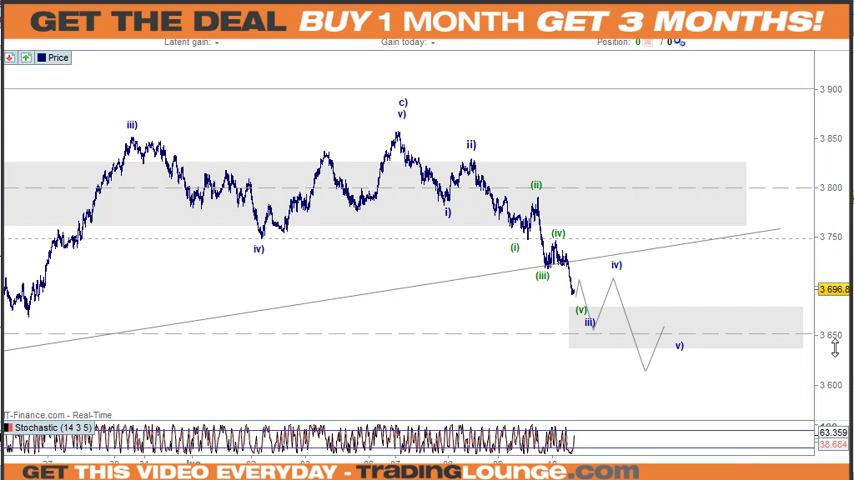 GET THE DEAL BUY 1 MONTH GET 3 MONTHS!
Latent gain: - Gain today: - Position: 0 / 0
Price
3 900
c)
v)
iii) 3 850
ii)
(ii) 3 800
i)
iv) (i) (iv) 3 750
iv)
(iii)
3 696.8
(v)
iii) 3 650
v)
3 600
IT-Finance.com - Real-Time
Stochastic (14 3 5)
63.359
38.684
GET THIS VIDEO EVERYDAY - TradingLounge.com